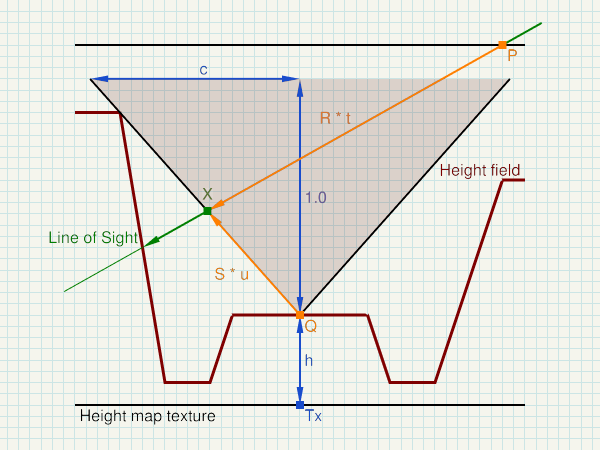 P
c
R * t
Height field
X
1.0
Line of Sight
S * u
Q
h
Height map texture
Tx